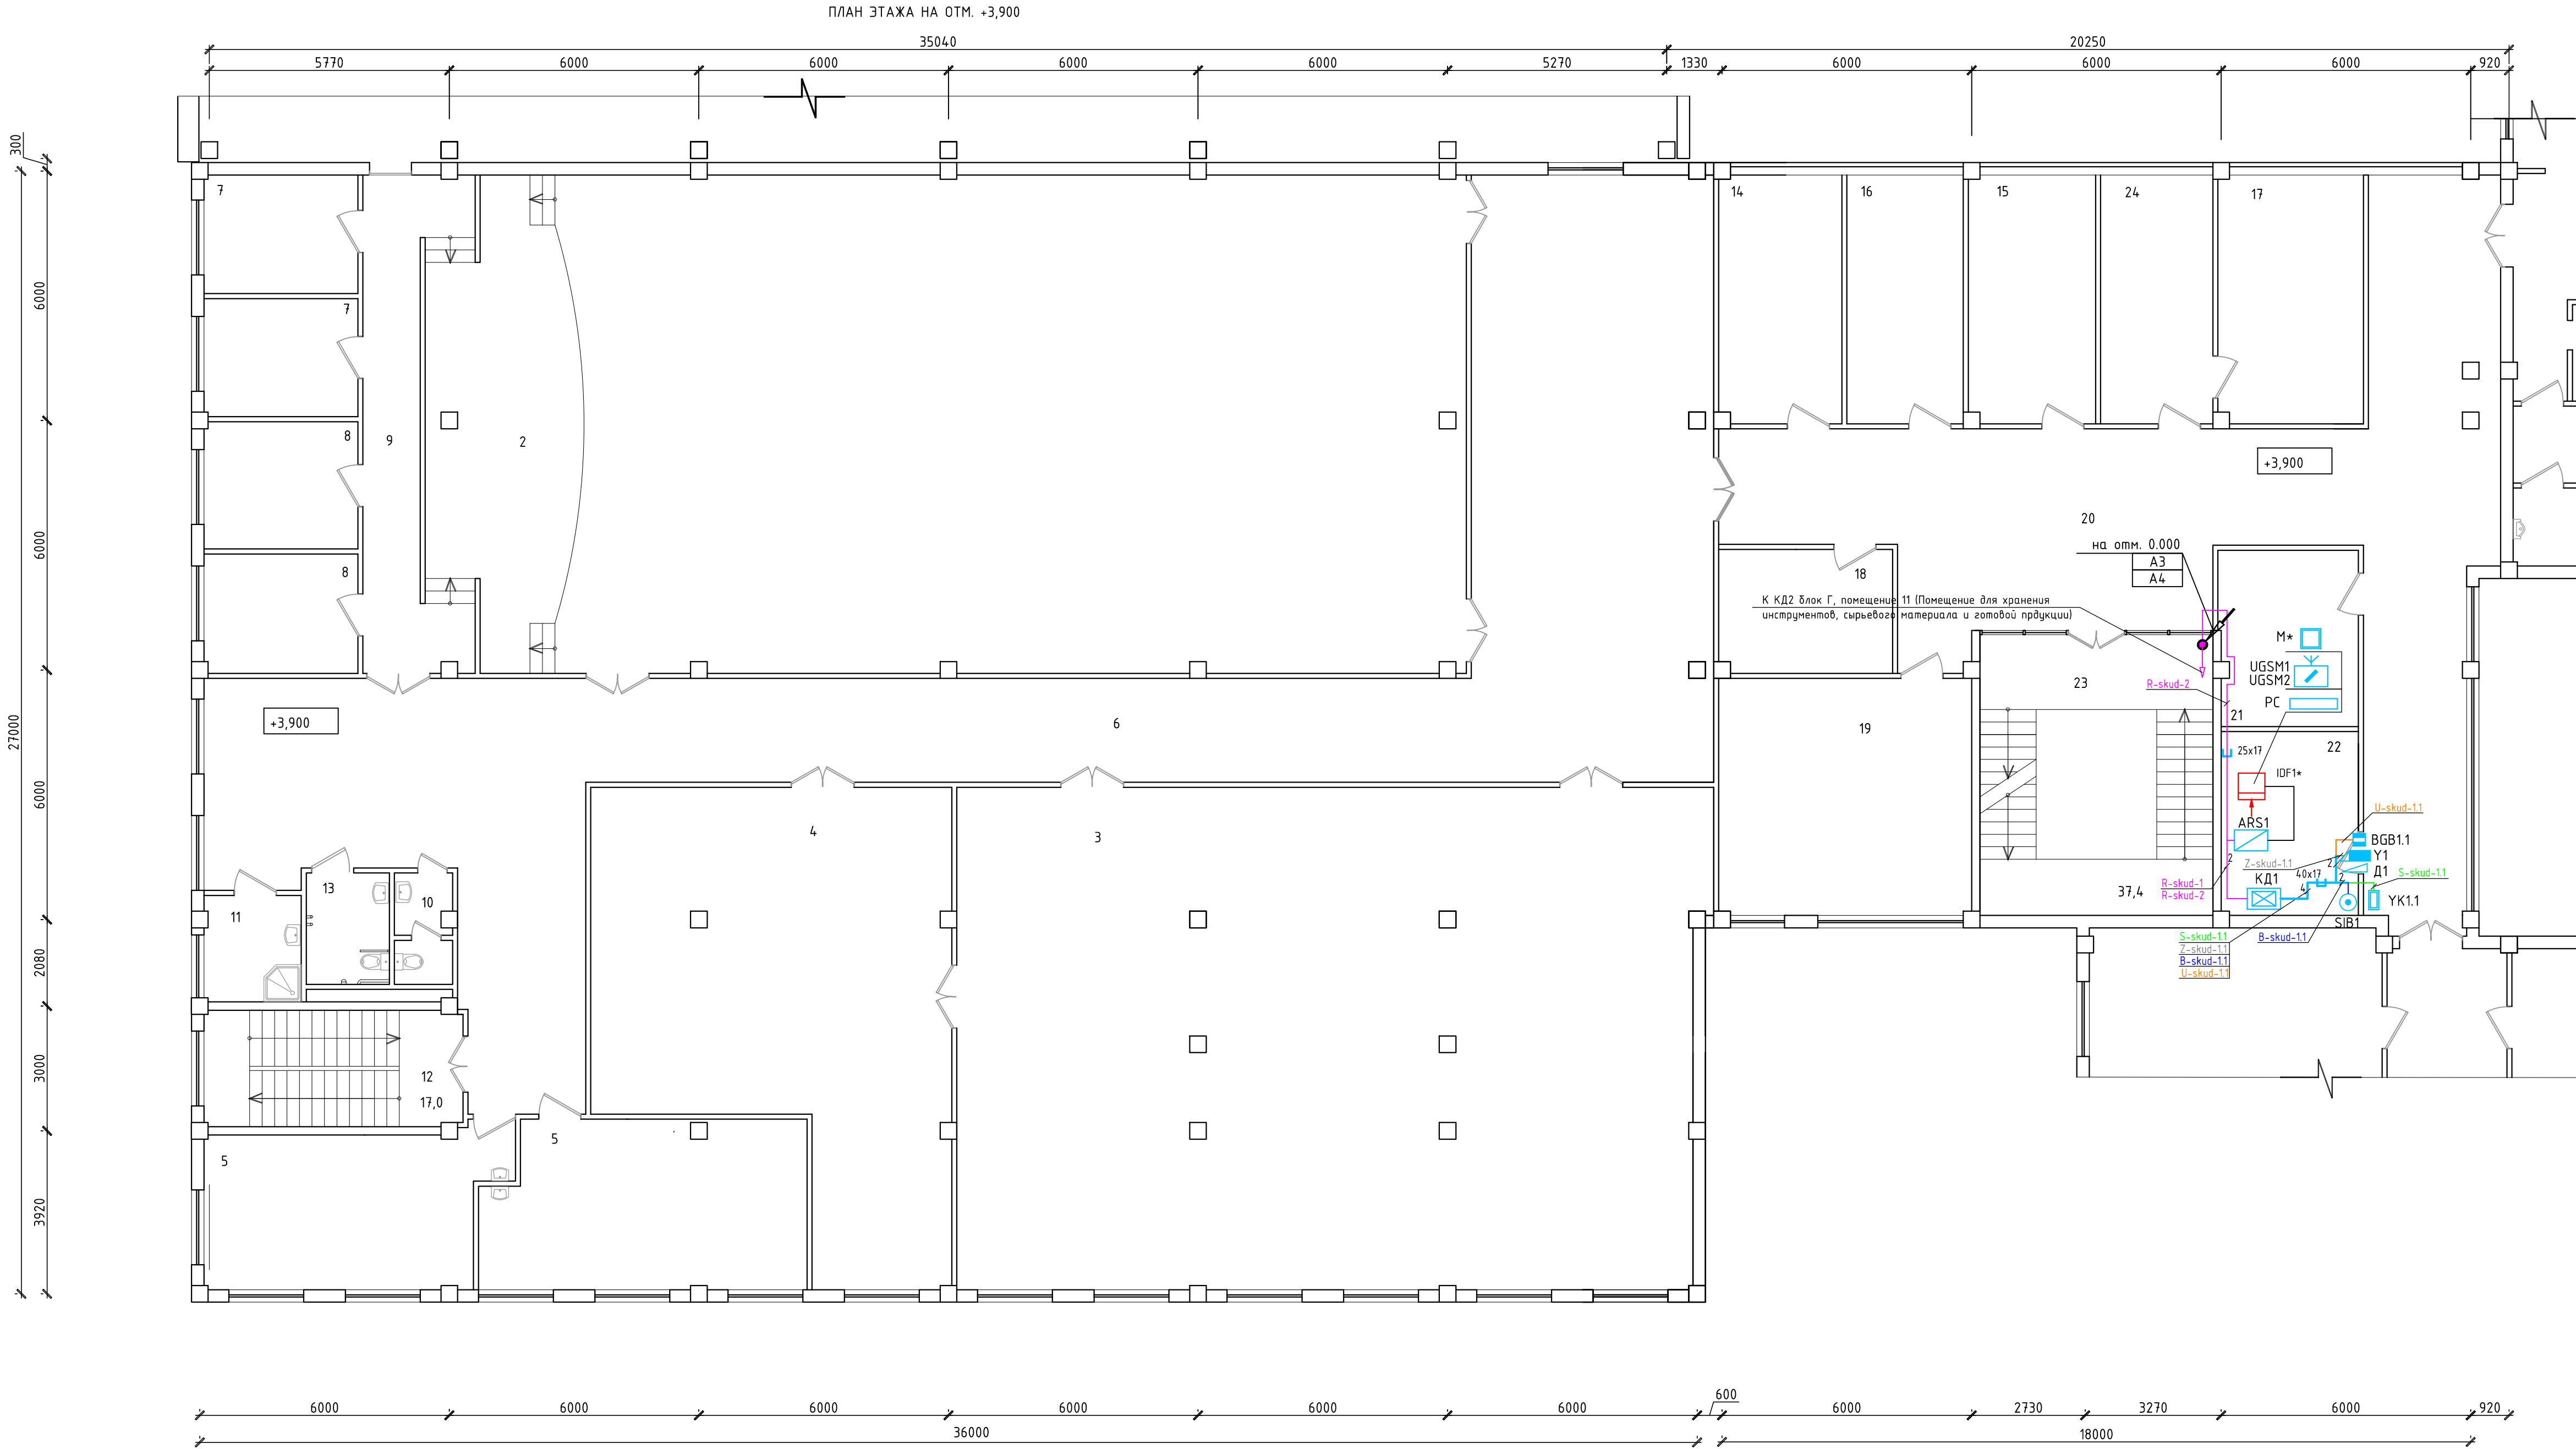 ПЛАН ЭТАЖА НА ОТМ. +3,900
35040
20250
5770
6000
6000
6000
6000
5270
1330
6000
6000
6000
920
300
27000
6000
6000
6000
2080
3000
3920
7
7
8
8
9
2
14
16
15
24
17
+3,900
20
на отм. 0.000
А3
А4
18
К КД2 блок Г, помещение 11 (Помещение для хранения
инструментов, сырьевого материала и готовой прдукции)
M*
UGSM1
UGSM2
PC
R-skud-2
23
21
22
25x17
IDF1*
19
+3,900
6
4
3
ARS1
U-skud-1.1
BGB1.1
Y1
Д1
2
2
2
Z-skud-1.1
S-skud-1.1
40x17
4
КД1
R-skud-1
R-skud-2
YK1.1
SIB1
37,4
S-skud-1.1
Z-skud-1.1
B-skud-1.1
U-skud-1.1
B-skud-1.1
13
10
11
12
17,0
5
5
600
6000
6000
6000
6000
6000
6000
6000
2730
3270
6000
920
36000
18000